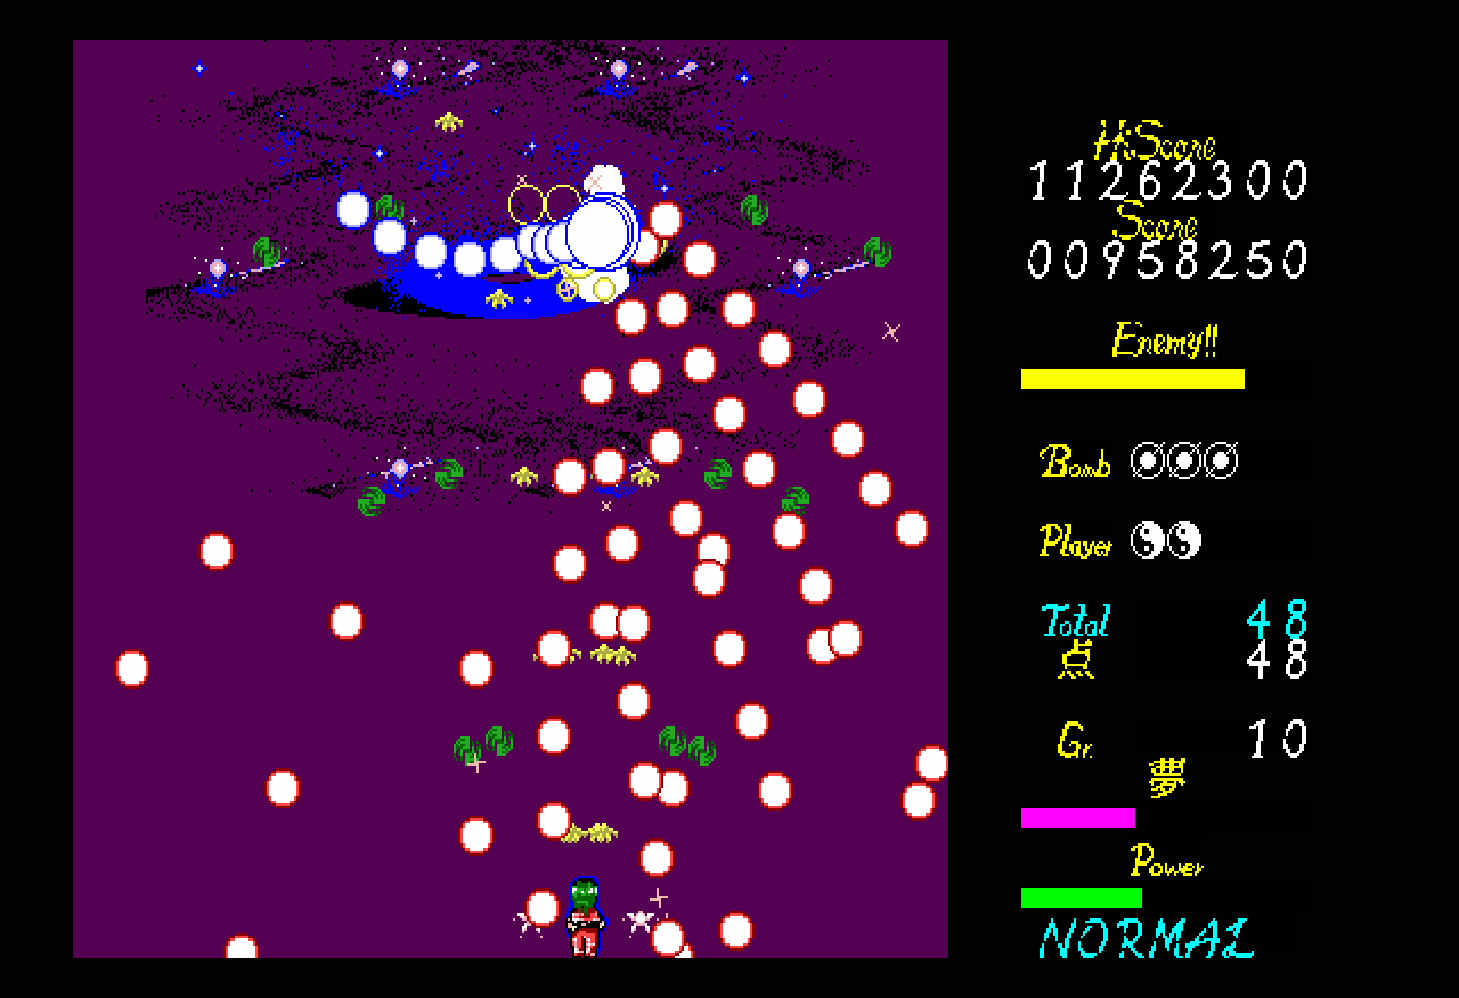 HiScore
11262300
Score
00958250
Enemy!!
Bomb
Player
Total 48
点 48
Gr. 10
夢
Power
NORMAL